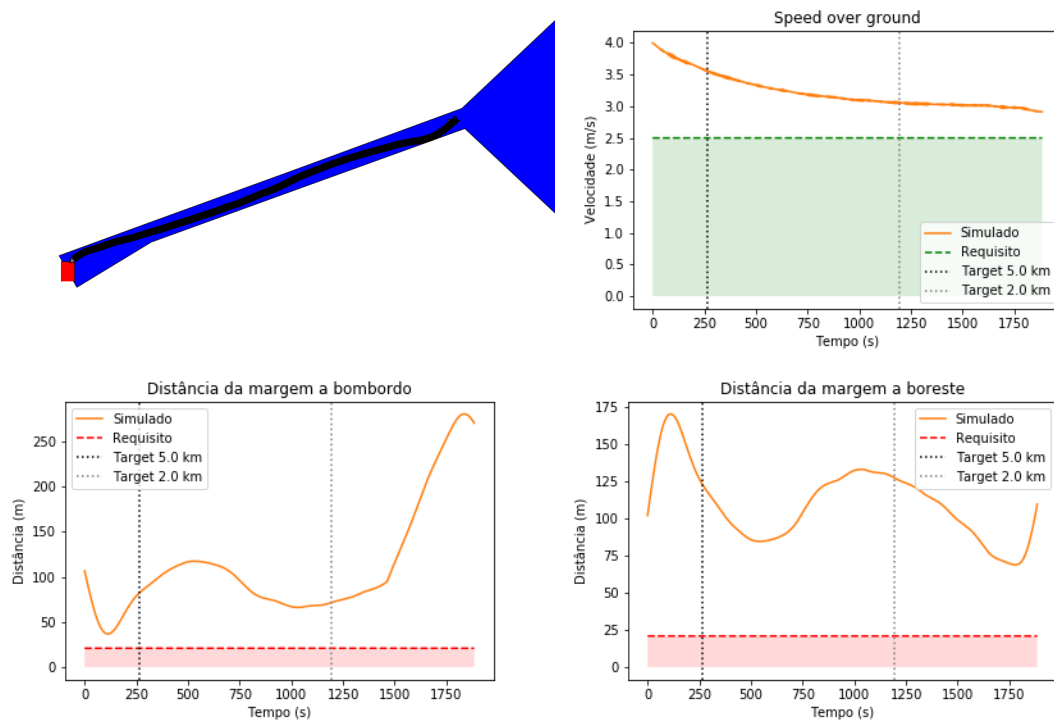 Speed over ground
4.0
3.5
3.0
2.5
2.0
1.5
1.0
0.5
0.0
Velocidade (m/s)
Simulado
Requisito
Target 5.0 km
Target 2.0 km
0 250 500 750 1000 1250 1500 1750
Tempo (s)
Distância da margem a bombordo
250
200
150
100
50
0
Distância (m)
Simulado
Requisito
Target 5.0 km
Target 2.0 km
0 250 500 750 1000 1250 1500 1750
Tempo (s)
Distância da margem a boreste
175
150
125
100
75
50
25
0
Distância (m)
Simulado
Requisito
Target 5.0 km
Target 2.0 km
0 250 500 750 1000 1250 1500 1750
Tempo (s)